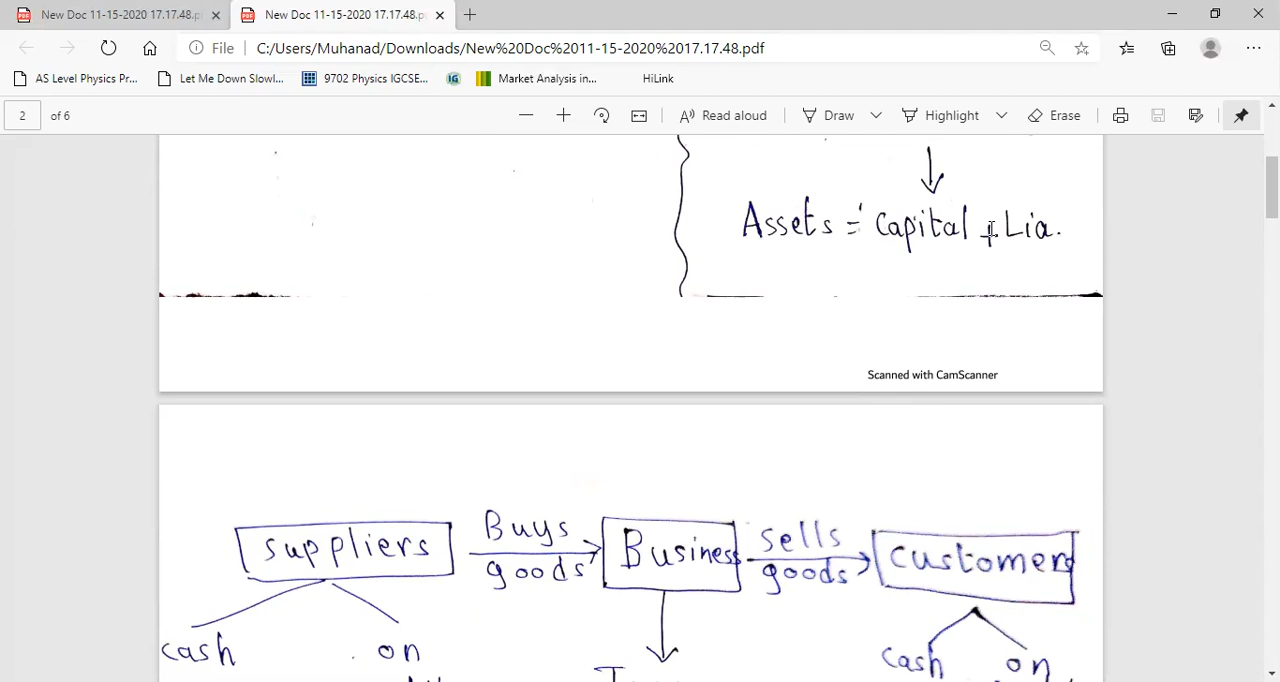 New Doc 11-15-2020 17.17.48.p
New Doc 11-15-2020 17.17.48.p
File C:/Users/Muhanad/Downloads/New%20Doc%2011-15-2020%2017.17.48.pdf
AS Level Physics Pr... Let Me Down Slowl... 9702 Physics IGCSE... IG Market Analysis in... HiLink
2 of 6 Read aloud Draw Highlight Erase
Assets = Capital + Lia.
Scanned with CamScanner
suppliers Buys goods Business sells goods customers
cash on cash on